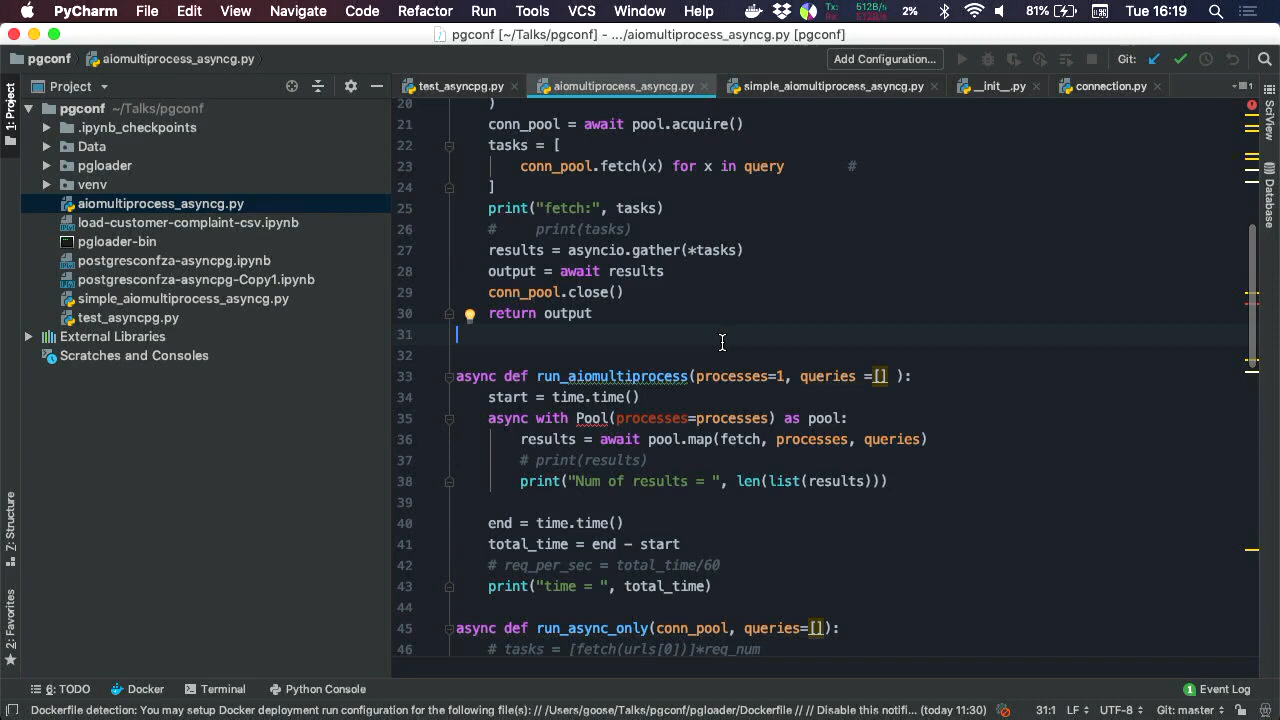 PyCharm File Edit View Navigate Code Refactor Run Tools VCS Window Help Tx: 512B/s Rx: 512B/s 2% 81% Tue 16:19
pgconf [~/Talks/pgconf] - .../aiomultiprocess_asyncg.py [pgconf]
pgconf aiomultiprocess_asyncg.py Add Configuration... Git:
Project test_asyncpg.py aiomultiprocess_asyncg.py simple_aiomultiprocess_asyncg.py __init__.py connection.py
1: Project
7: Structure
2: Favorites
pgconf ~/Talks/pgconf
.ipynb_checkpoints
Data
pgloader
venv
aiomultiprocess_asyncg.py
load-customer-complaint-csv.ipynb
pgloader-bin
postgresconfza-asyncpg.ipynb
postgresconfza-asyncpg-Copy1.ipynb
simple_aiomultiprocess_asyncg.py
test_asyncpg.py
External Libraries
Scratches and Consoles
20 )
21 conn_pool = await pool.acquire()
22 tasks = [
23 conn_pool.fetch(x) for x in query #
24 ]
25 print("fetch:", tasks)
26 # print(tasks)
27 results = asyncio.gather(*tasks)
28 output = await results
29 conn_pool.close()
30 return output
31
32
33 async def run_aiomultiprocess(processes=1, queries =[] ):
34 start = time.time()
35 async with Pool(processes=processes) as pool:
36 results = await pool.map(fetch, processes, queries)
37 # print(results)
38 print("Num of results = ", len(list(results)))
39
40 end = time.time()
41 total_time = end - start
42 # req_per_sec = total_time/60
43 print("time = ", total_time)
44
45 async def run_async_only(conn_pool, queries=[]):
46 # tasks = [fetch(urls[0])]*req_num
SciView
Database
6: TODO Docker Terminal Python Console 1 Event Log
Dockerfile detection: You may setup Docker deployment run configuration for the following file(s): // /Users/goose/Talks/pgconf/pgloader/Dockerfile // // Disable this notifi... (today 11:30) 31:1 LF UTF-8 Git: master